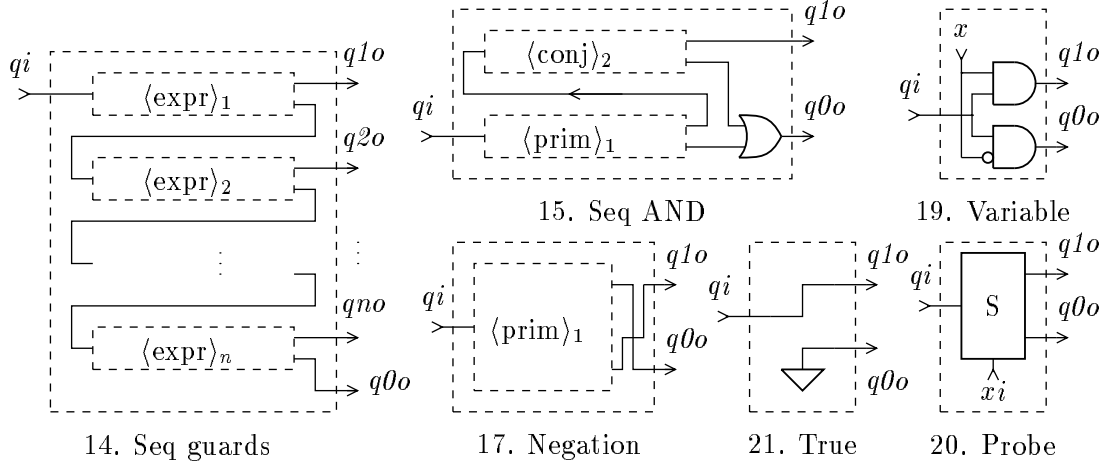 qi
⟨expr⟩₁
q1o
⟨expr⟩₂
q2o
⟨expr⟩ₙ
qno
q0o
14. Seq guards
qi
⟨conj⟩₂
q1o
⟨prim⟩₁
q0o
15. Seq AND
x
qi
q1o
q0o
19. Variable
qi
⟨prim⟩₁
q1o
q0o
17. Negation
qi
q1o
q0o
21. True
qi
S
q1o
q0o
xi
20. Probe